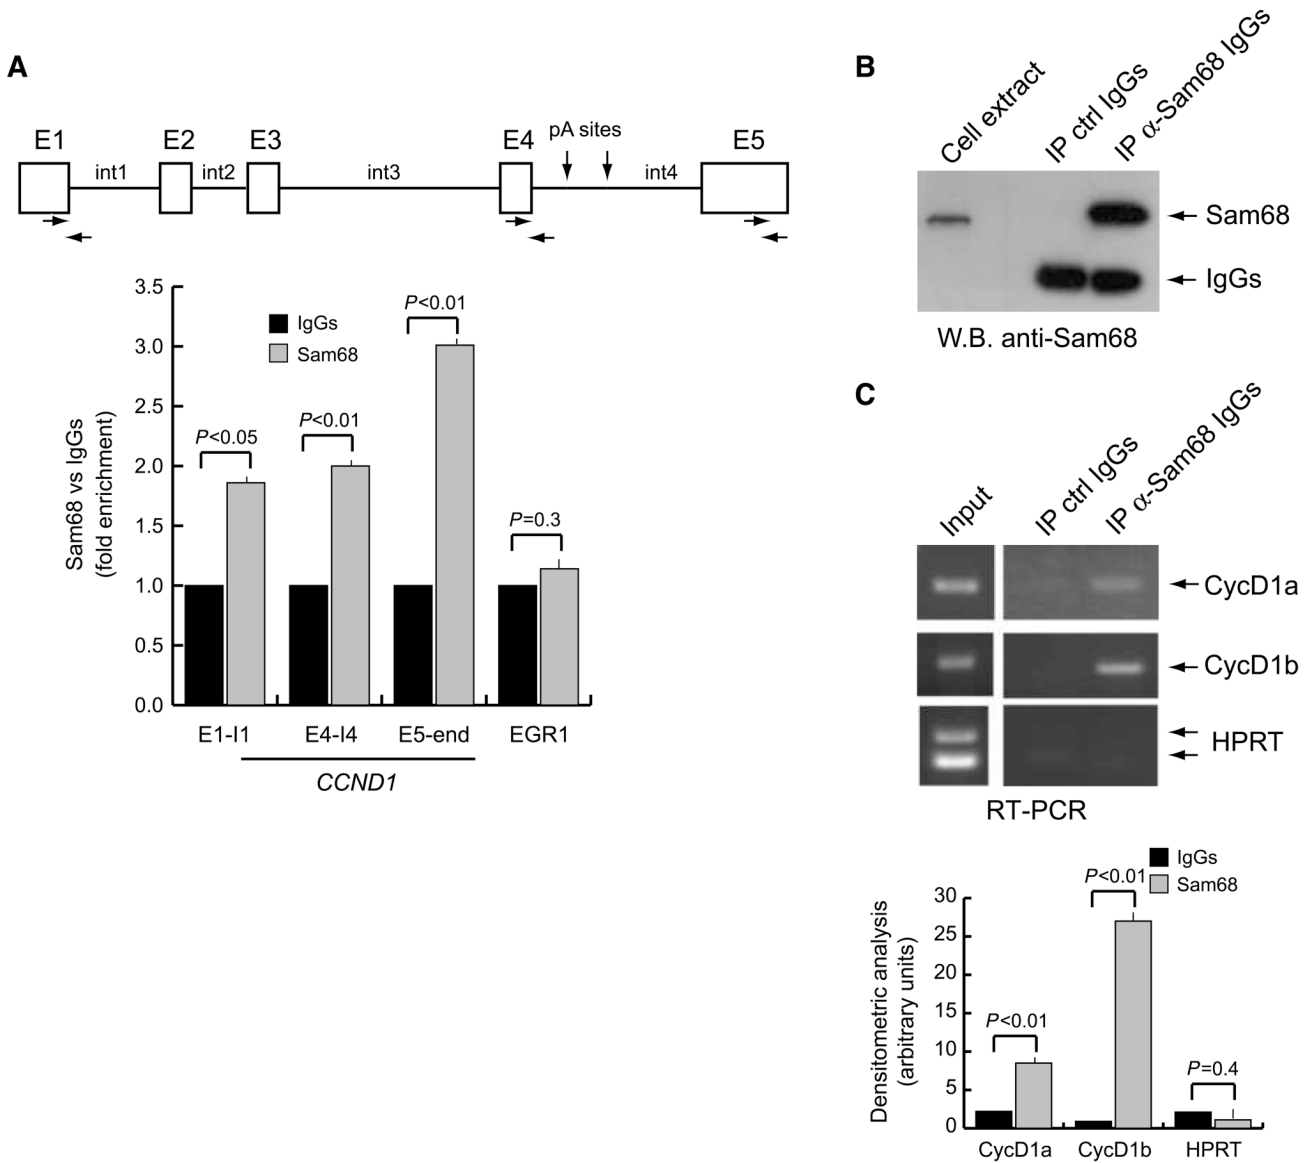 A
E1
E2
E3
E4
pA sites
E5
int1
int2
int3
int4
3.5
3.0
2.5
2.0
1.5
1.0
0.5
0.0
Sam68 vs IgGs
(fold enrichment)
IgGs
Sam68
P<0.05
P<0.01
P<0.01
P=0.3
E1-I1
E4-I4
E5-end
EGR1
CCND1
B
Cell extract
IP ctrl IgGs
IP α-Sam68 IgGs
Sam68
IgGs
W.B. anti-Sam68
C
Input
IP ctrl IgGs
IP α-Sam68 IgGs
CycD1a
CycD1b
HPRT
RT-PCR
IgGs
Sam68
30
25
20
15
10
5
0
Densitometric analysis
(arbitrary units)
P<0.01
P<0.01
P=0.4
CycD1a
CycD1b
HPRT